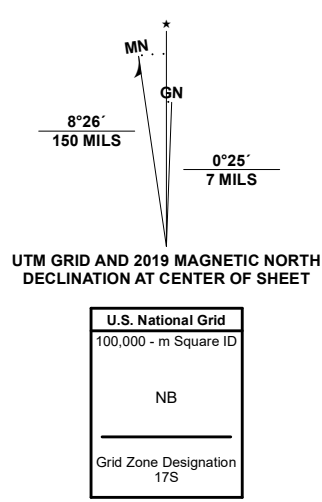 MN
GN
8°26´
150 MILS
0°25´
7 MILS
UTM GRID AND 2019 MAGNETIC NORTH
DECLINATION AT CENTER OF SHEET
U.S. National Grid
100,000 - m Square ID
NB
Grid Zone Designation
17S